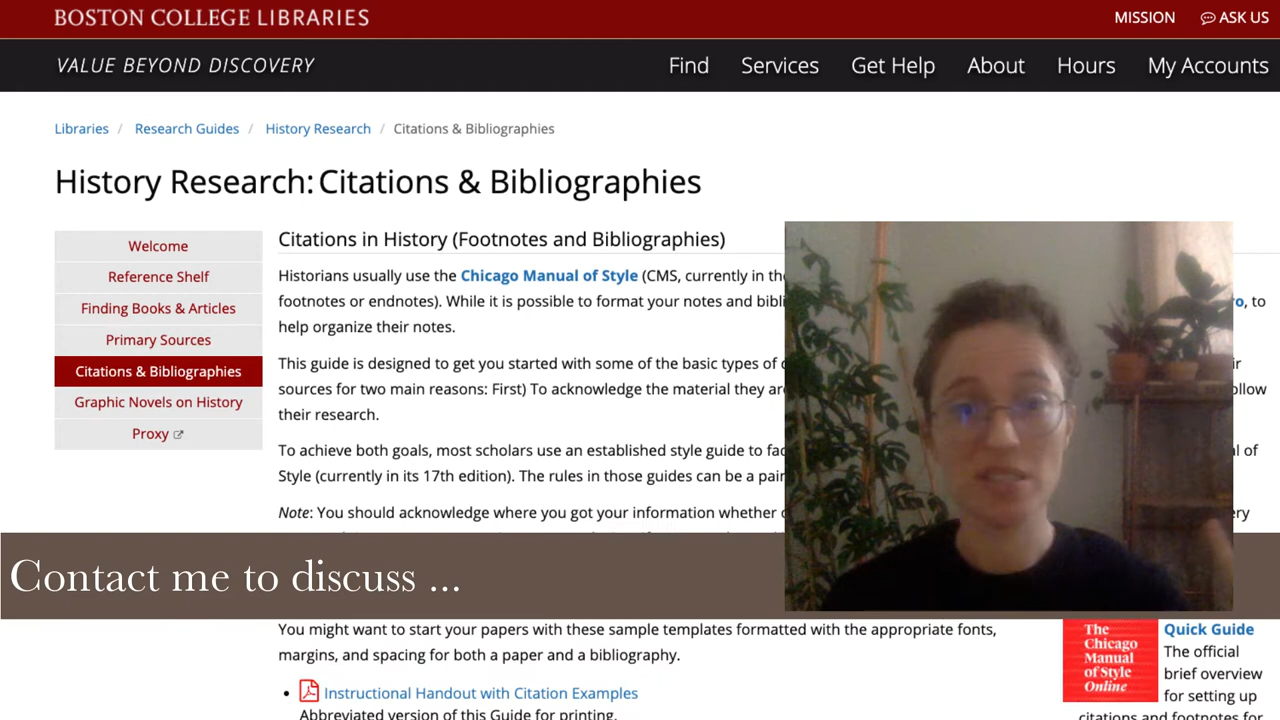 BOSTON COLLEGE LIBRARIES
MISSION
ASK US
VALUE BEYOND DISCOVERY
Find
Services
Get Help
About
Hours
My Accounts
Libraries / Research Guides / History Research / Citations & Bibliographies
History Research: Citations & Bibliographies
Welcome
Reference Shelf
Finding Books & Articles
Primary Sources
Citations & Bibliographies
Graphic Novels on History
Proxy
Citations in History (Footnotes and Bibliographies)
Historians usually use the Chicago Manual of Style (CMS, currently in the
footnotes or endnotes). While it is possible to format your notes and , to
help organize their notes.
This guide is designed to get you started with some of the basic types of
sources for two main reasons: First) To acknowledge the material they
their research.
To achieve both goals, most scholars use an established style guide to of
Style (currently in its 17th edition). The rules in those guides can be a
Note: You should acknowledge where you got your information whether
Contact me to discuss ...
You might want to start your papers with these sample templates formatted with the appropriate fonts,
margins, and spacing for both a paper and a bibliography.
• Instructional Handout with Citation Examples
Abbreviated version of this Guide for printing.
The
Chicago
Manual
of Style
Online
Quick Guide
The official
brief overview
for setting up
citations and footnotes for